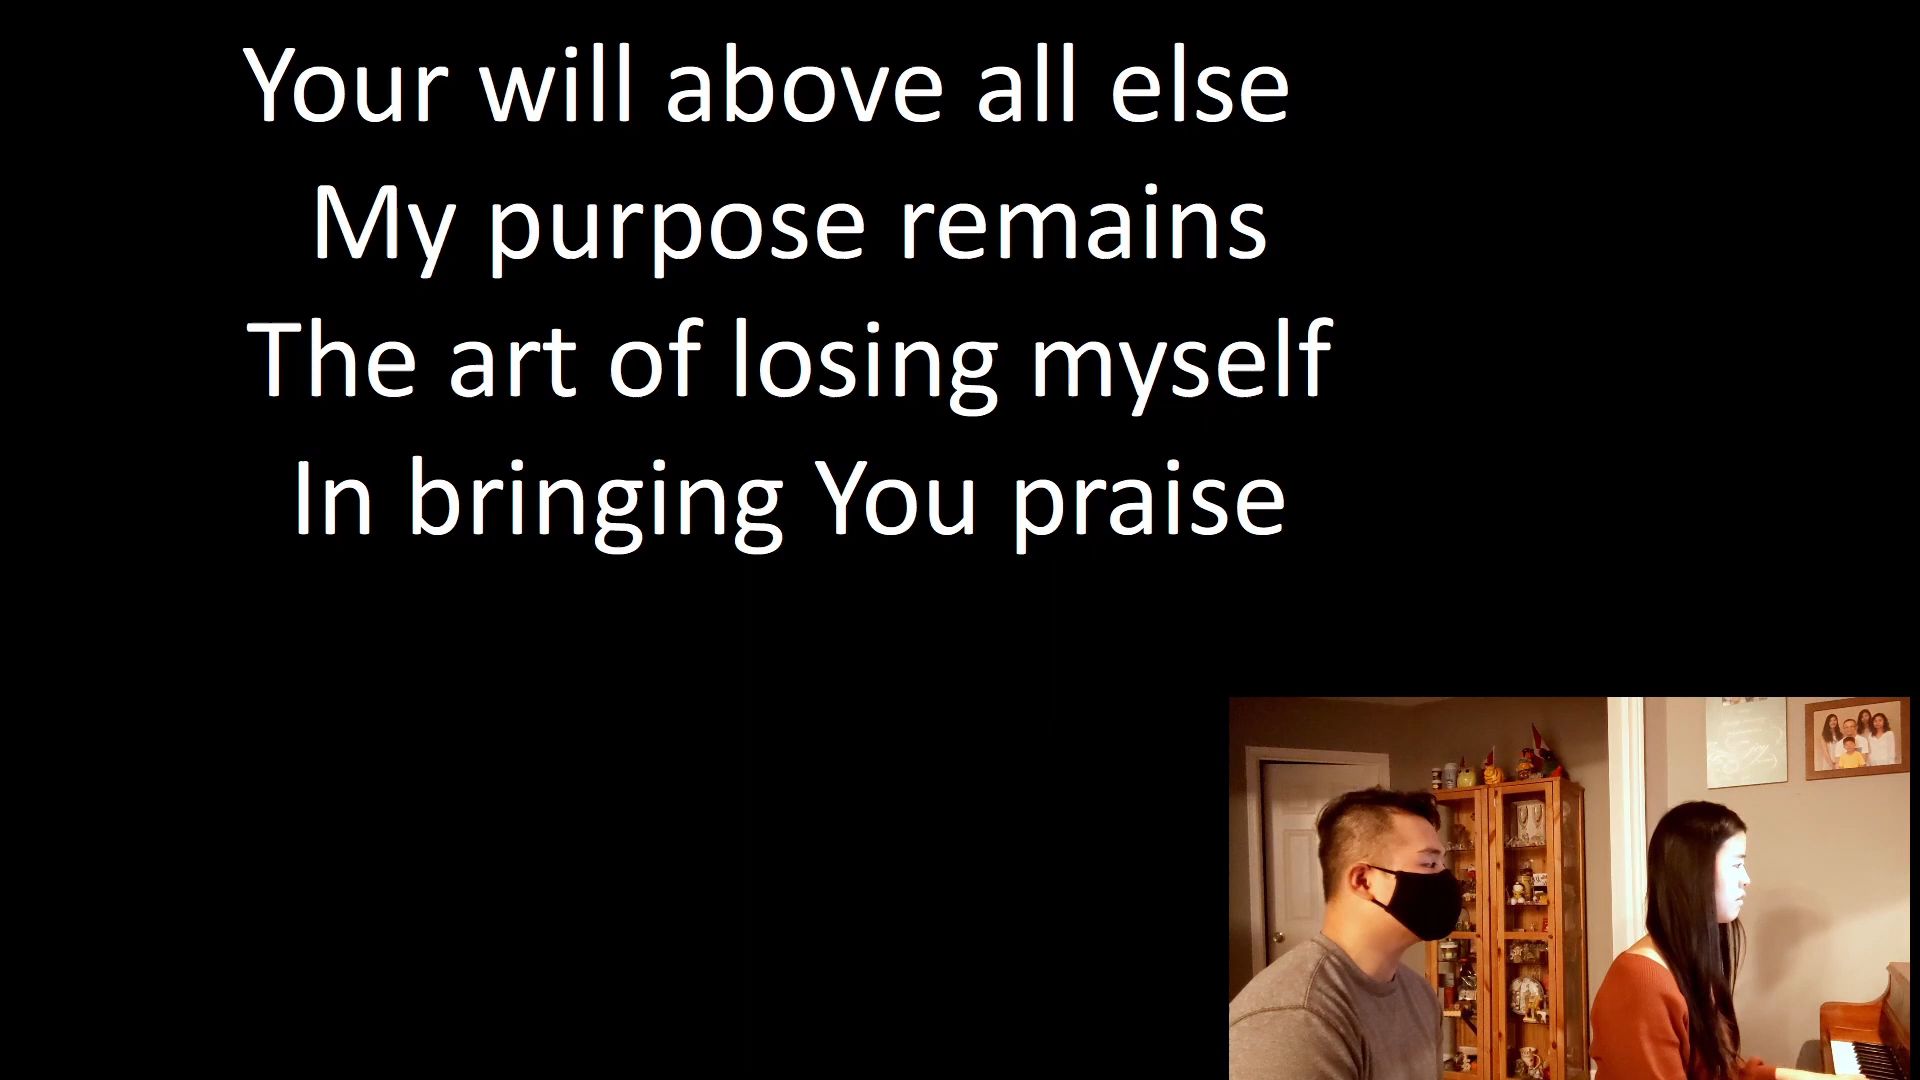 Your will above all else
My purpose remains
The art of losing myself
In bringing You praise